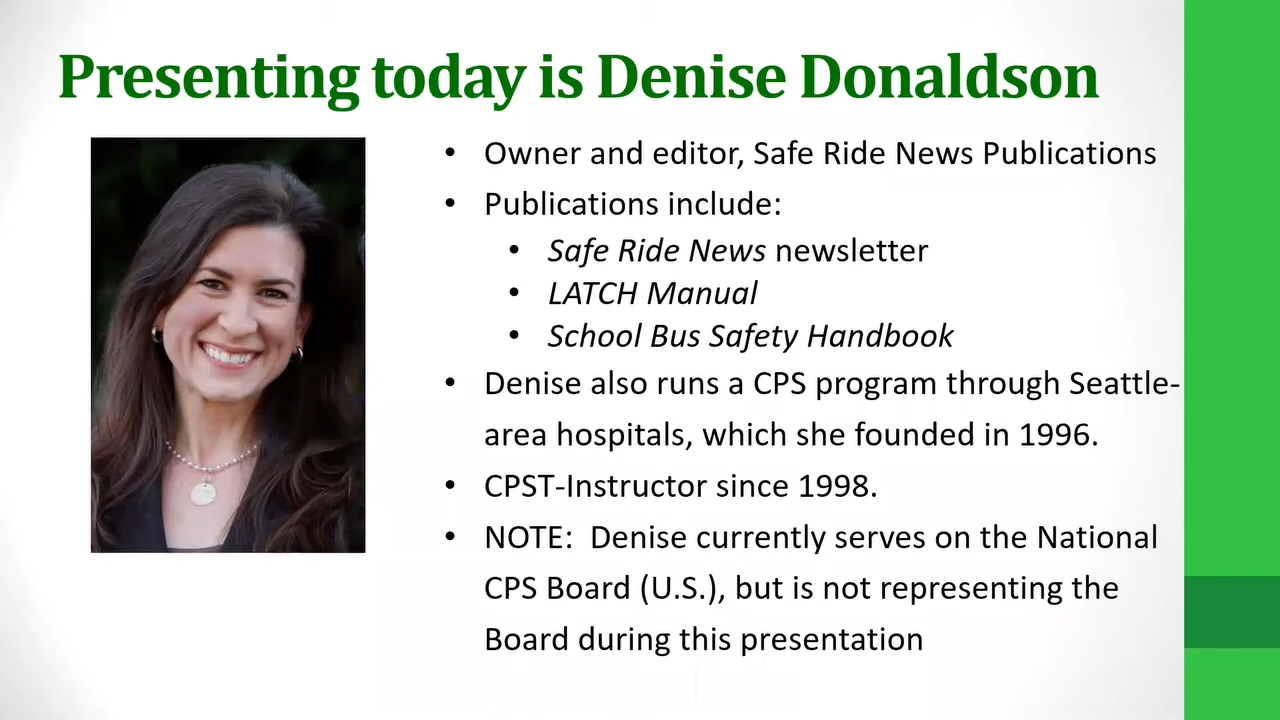 Presenting today is Denise Donaldson
• Owner and editor, Safe Ride News Publications
• Publications include:
• Safe Ride News newsletter
• LATCH Manual
• School Bus Safety Handbook
• Denise also runs a CPS program through Seattle-
area hospitals, which she founded in 1996.
• CPST-Instructor since 1998.
• NOTE:  Denise currently serves on the National
CPS Board (U.S.), but is not representing the
Board during this presentation